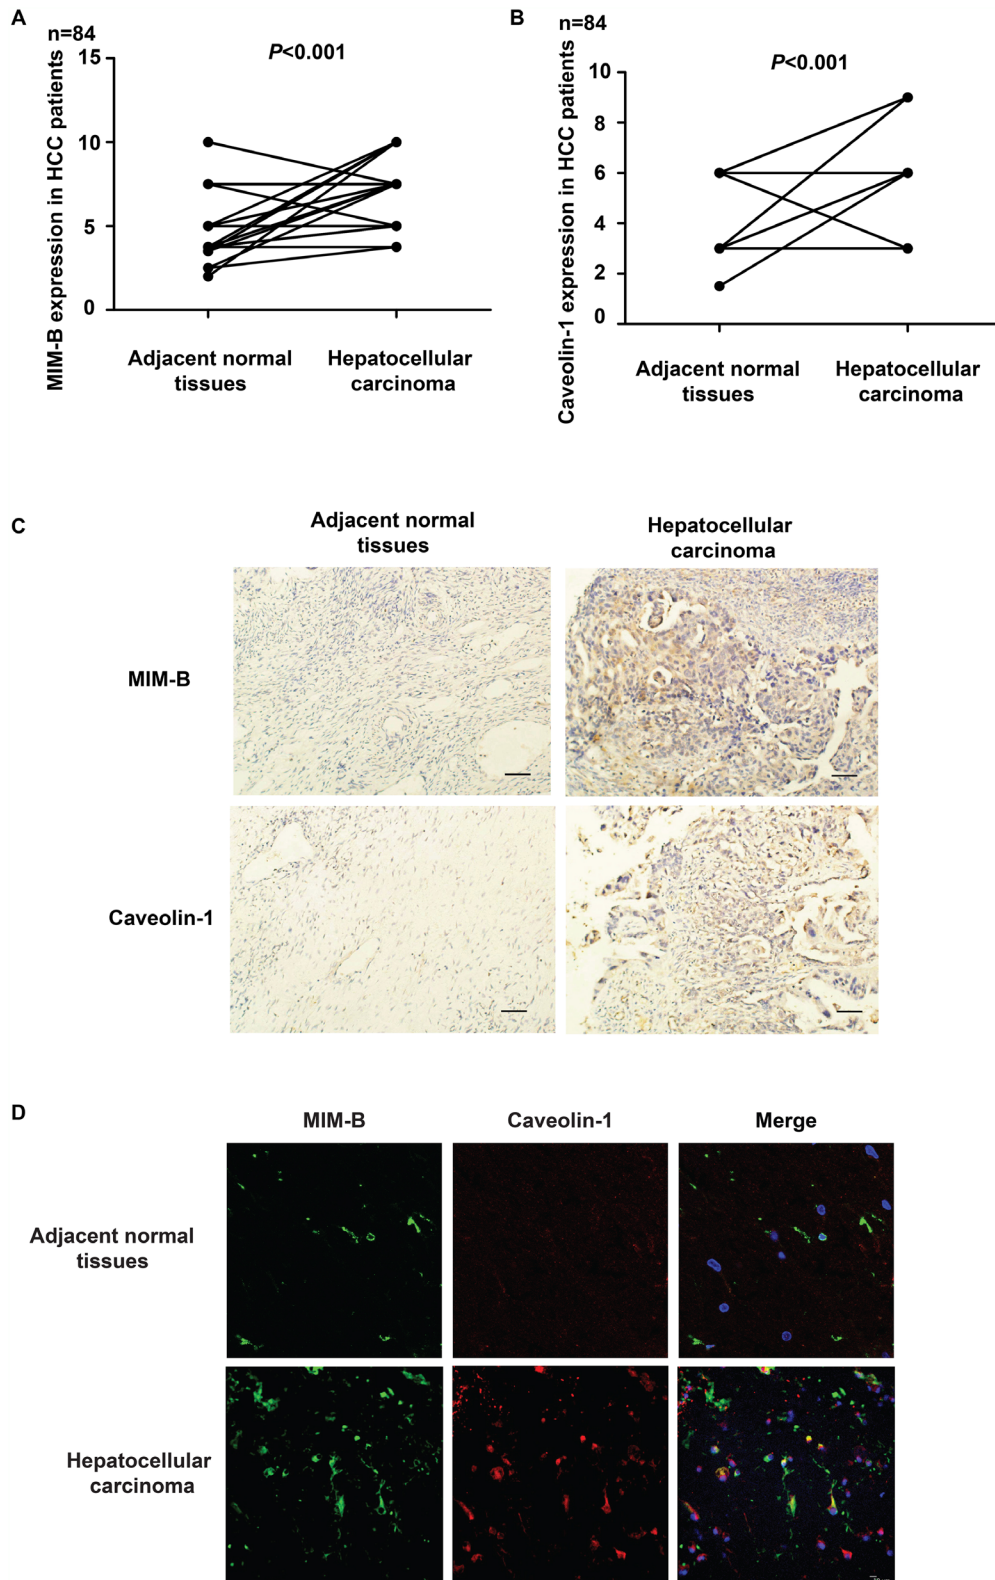 A
n=84
MIM-B expression in HCC patients
P<0.001
15
10
5
0
Adjacent normal
tissues
Hepatocellular
carcinoma
B
n=84
Caveolin-1 expression in HCC patients
P<0.001
10
8
6
4
2
0
Adjacent normal
tissues
Hepatocellular
carcinoma
C
Adjacent normal
tissues
Hepatocellular
carcinoma
MIM-B
Caveolin-1
D
MIM-B
Caveolin-1
Merge
Adjacent normal
tissues
Hepatocellular
carcinoma